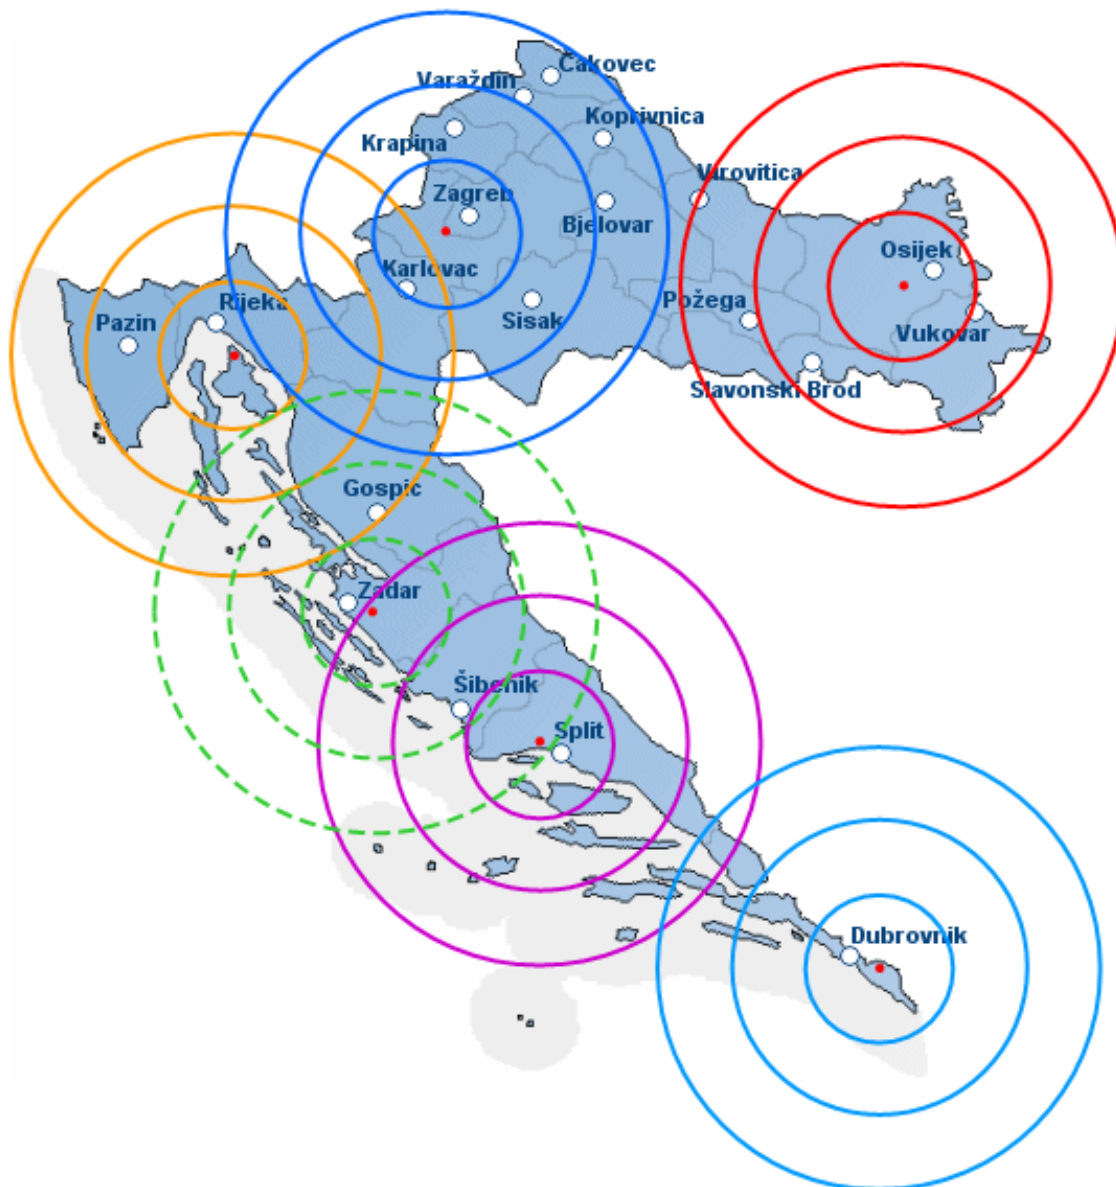 Čakovec
Varaždin
Koprivnica
Krapina
Virovitica
Zagreb
Bjelovar
Osijek
Karlovac
Rijeka
Požega
Sisak
Pazin
Vukovar
Slavonski Brod
Gospic
Zadar
Šibenik
Split
Dubrovnik